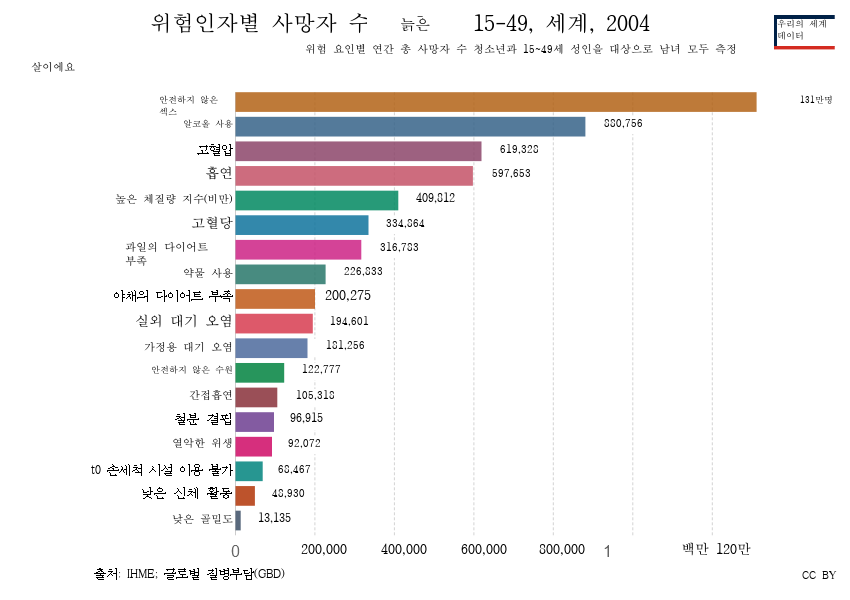 위험인자별 사망자 수 늙은 15-49, 세계, 2004
우리의 세계
데이터
위험 요인별 연간 총 사망자 수 청소년과 15~49세 성인을 대상으로 남녀 모두 측정
살이에요
안전하지 않은
섹스
131만명
알코올 사용 880,756
고혈압 619,328
흡연 597,653
높은 체질량 지수(비만) 409,812
고혈당 334,864
과일의 다이어트
부족
316,783
약물 사용 226,833
야채의 다이어트 부족 200,275
실외 대기 오염 194,601
가정용 대기 오염 181,256
안전하지 않은 수원 122,777
간접흡연 105,318
철분 결핍 96,915
열악한 위생 92,072
t0 손세척 시설 이용 불가 68,467
낮은 신체 활동 48,930
낮은 골밀도 13,135
0 200,000 400,000 600,000 800,000 1 백만 120만
출처: IHME; 글로벌 질병부담(GBD)
CC BY